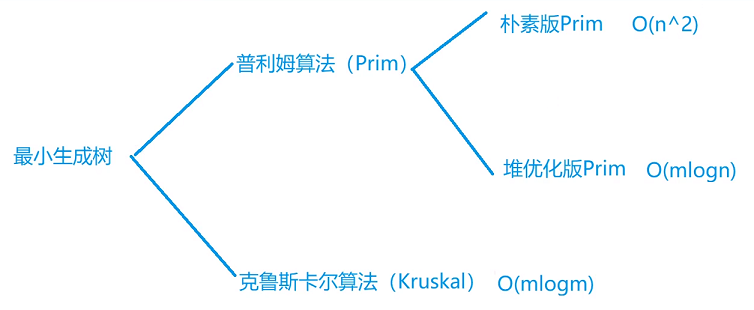 朴素版Prim O(n^2)
普利姆算法（Prim）
最小生成树
堆优化版Prim O(mlogn)
克鲁斯卡尔算法（Kruskal） O(mlogm)